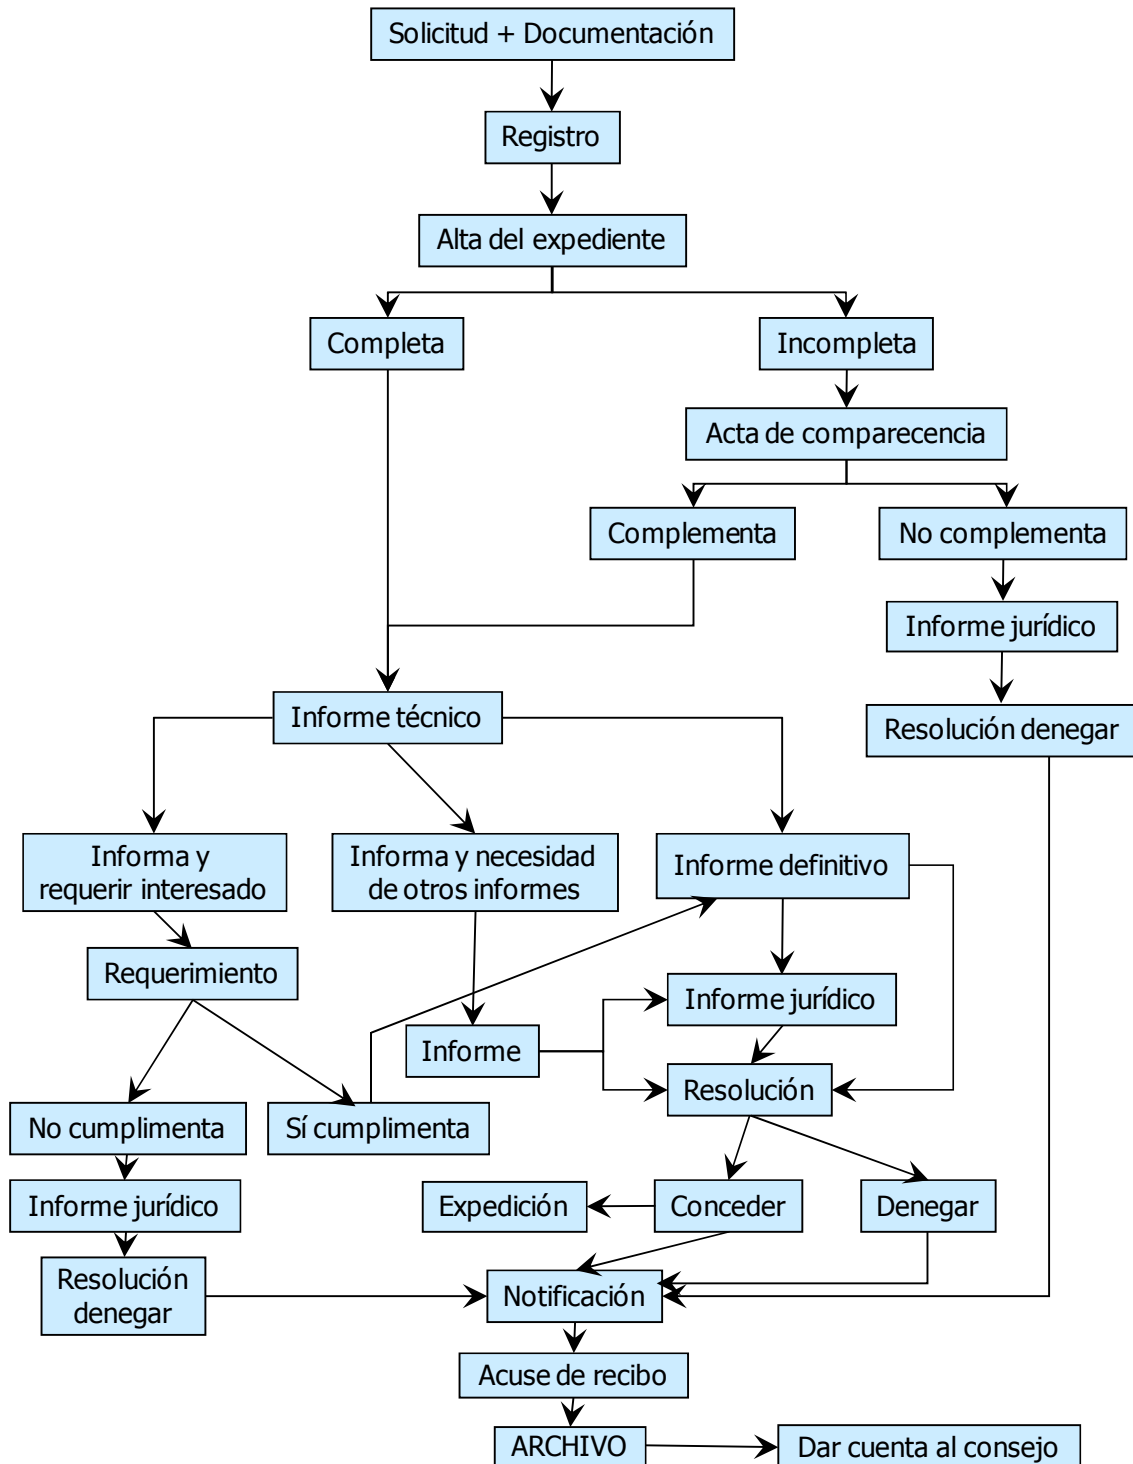 Solicitud + Documentación
Registro
Alta del expediente
Completa
Incompleta
Acta de comparecencia
Complementa
No complementa
Informe jurídico
Informe técnico
Resolución denegar
Informa y
requerir interesado
Informa y necesidad
de otros informes
Informe definitivo
Requerimiento
Informe jurídico
Informe
Resolución
No cumplimenta
Sí cumplimenta
Informe jurídico
Expedición
Conceder
Denegar
Resolución
denegar
Notificación
Acuse de recibo
ARCHIVO
Dar cuenta al consejo